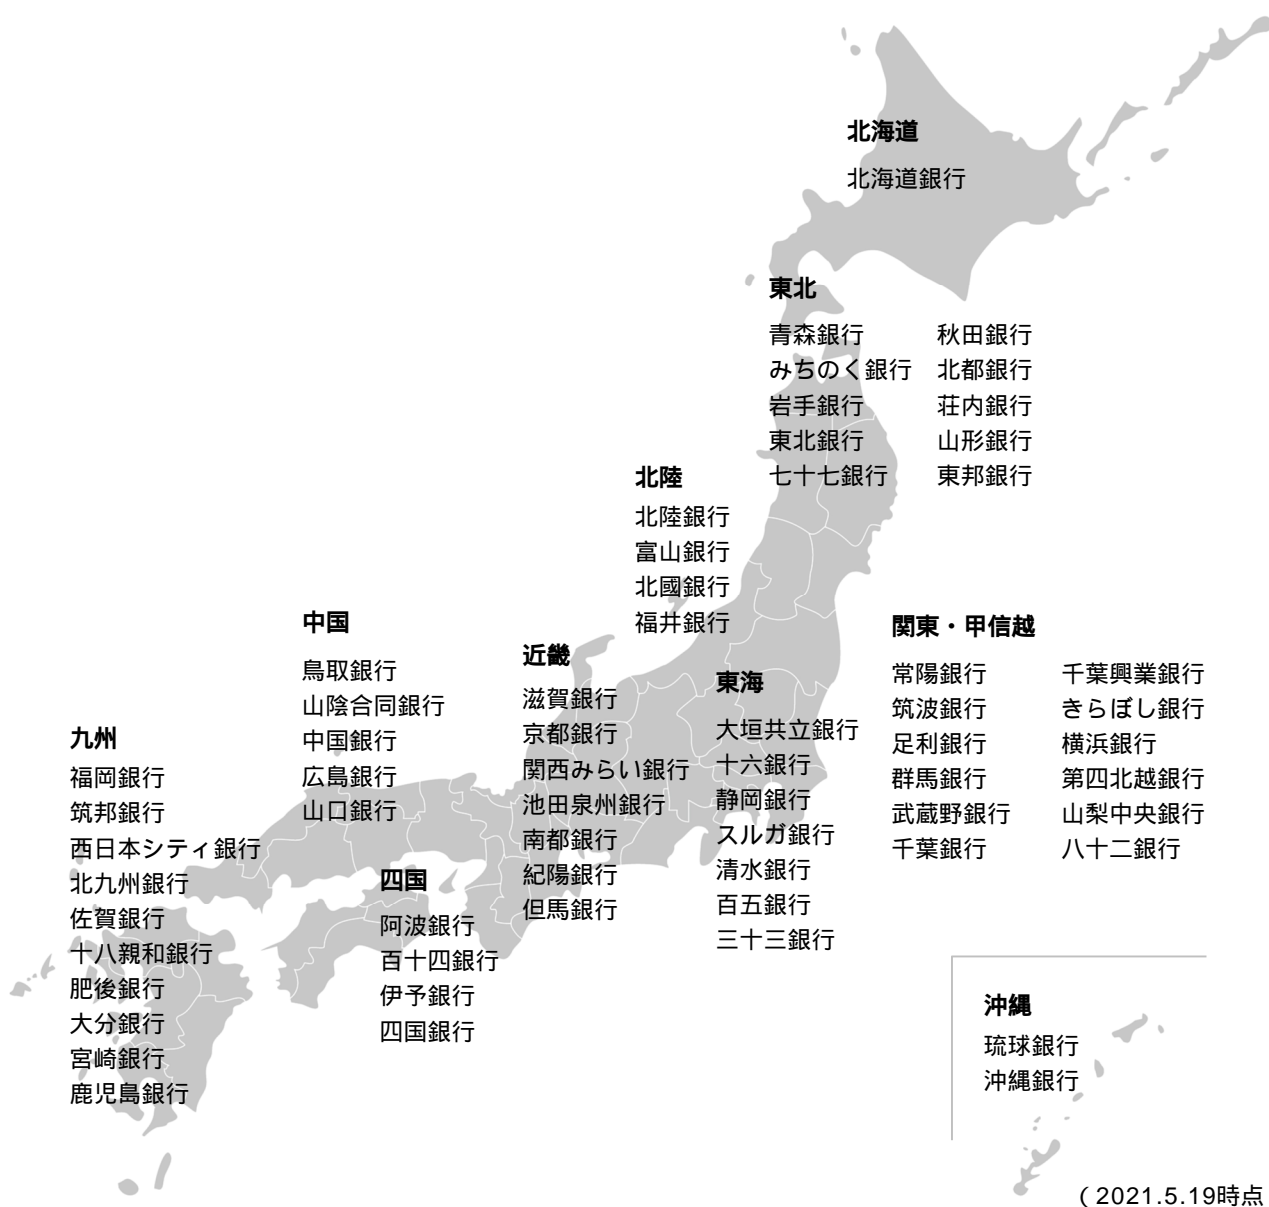 北海道
北海道銀行
東北
青森銀行
みちのく銀行
岩手銀行
東北銀行
七十七銀行
秋田銀行
北都銀行
荘内銀行
山形銀行
東邦銀行
北陸
北陸銀行
富山銀行
北國銀行
福井銀行
関東・甲信越
常陽銀行
筑波銀行
足利銀行
群馬銀行
武蔵野銀行
千葉銀行
千葉興業銀行
きらぼし銀行
横浜銀行
第四北越銀行
山梨中央銀行
八十二銀行
東海
大垣共立銀行
十六銀行
静岡銀行
スルガ銀行
清水銀行
百五銀行
三十三銀行
近畿
滋賀銀行
京都銀行
関西みらい銀行
池田泉州銀行
南都銀行
紀陽銀行
但馬銀行
中国
鳥取銀行
山陰合同銀行
中国銀行
広島銀行
山口銀行
四国
阿波銀行
百十四銀行
伊予銀行
四国銀行
九州
福岡銀行
筑邦銀行
西日本シティ銀行
北九州銀行
佐賀銀行
十八親和銀行
肥後銀行
大分銀行
宮崎銀行
鹿児島銀行
沖縄
琉球銀行
沖縄銀行
（2021.5.19時点